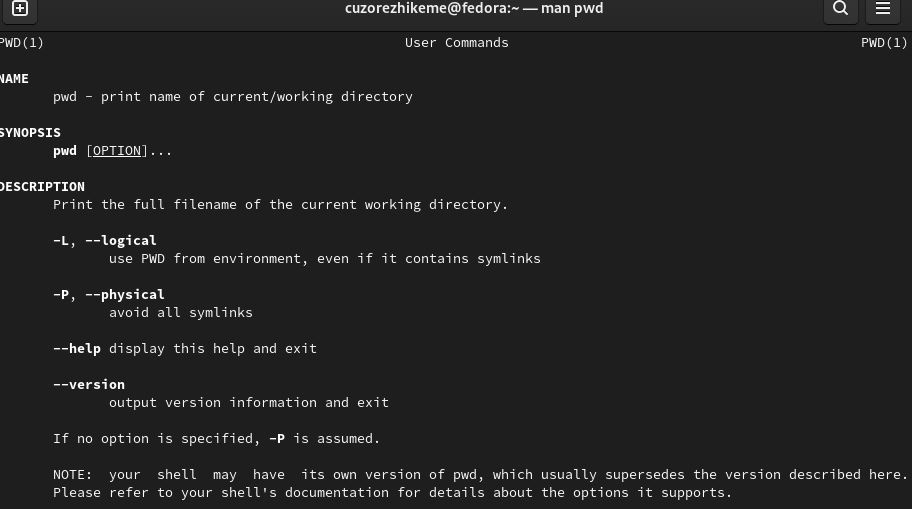 cuzorezhikeme@fedora:~ — man pwd
PWD(1) User Commands PWD(1)
NAME
pwd - print name of current/working directory
SYNOPSIS
pwd [OPTION]...
DESCRIPTION
Print the full filename of the current working directory.
-L, --logical
use PWD from environment, even if it contains symlinks
-P, --physical
avoid all symlinks
--help display this help and exit
--version
output version information and exit
If no option is specified, -P is assumed.
NOTE: your shell may have its own version of pwd, which usually supersedes the version described here.
Please refer to your shell's documentation for details about the options it supports.